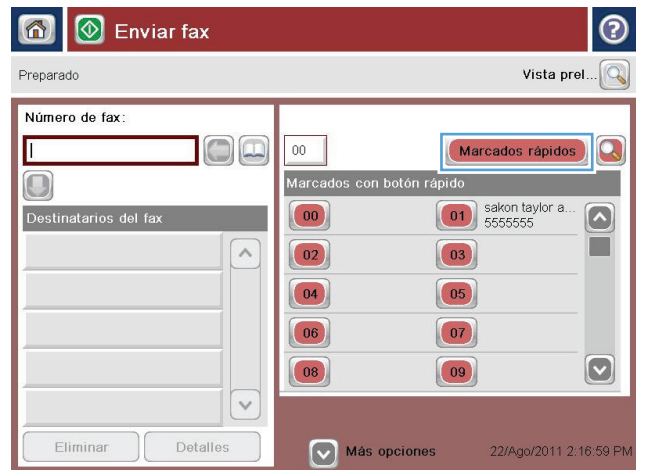 Enviar fax
Preparado
Vista prel...
Número de fax:
00
Marcados rápidos
Marcados con botón rápido
Destinatarios del fax
00
01
sakon taylor a...
5555555
02
03
04
05
06
07
08
09
Eliminar
Detalles
Más opciones
22/Ago/2011 2:16:59 PM